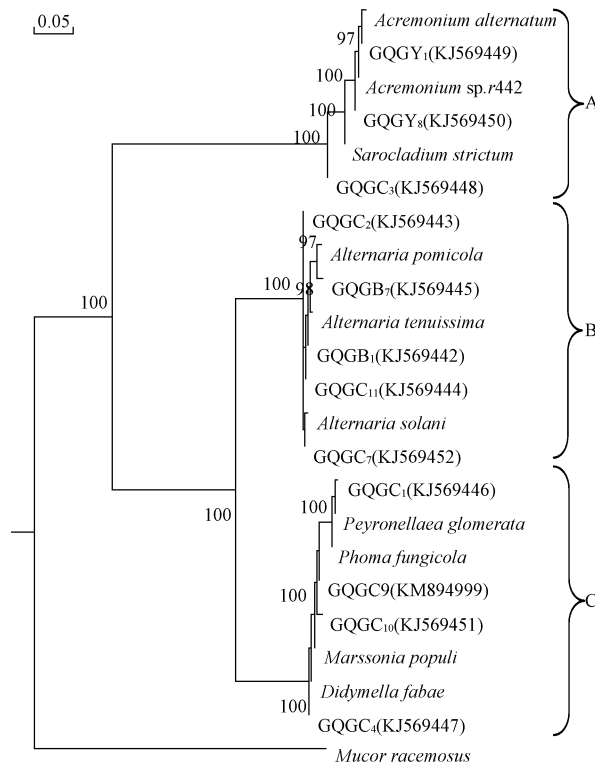 0.05
Acremonium alternatum
97
GQGY₁(KJ569449)
100
Acremonium sp.r442
100
GQGY₈(KJ569450)
100
Sarocladium strictum
GQGC₃(KJ569448)
A
GQGC₂(KJ569443)
97
Alternaria pomicola
100
98
GQGB₇(KJ569445)
100
Alternaria tenuissima
B
GQGB₁(KJ569442)
GQGC₁₁(KJ569444)
Alternaria solani
GQGC₇(KJ569452)
GQGC₁(KJ569446)
100
100
Peyronellaea glomerata
Phoma fungicola
100
GQGC9(KM894999)
C
GQGC₁₀(KJ569451)
Marssonia populi
Didymella fabae
100
GQGC₄(KJ569447)
Mucor racemosus